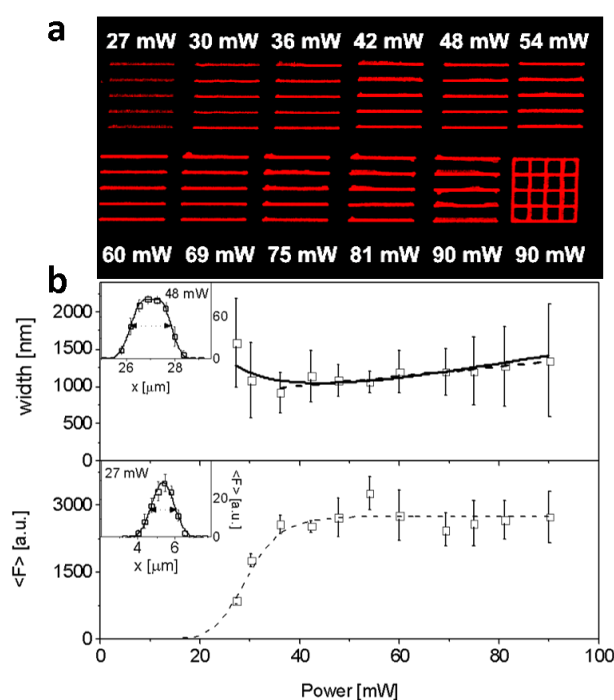 a
27 mW 30 mW 36 mW 42 mW 48 mW 54 mW
60 mW 69 mW 75 mW 81 mW 90 mW 90 mW
b
2000
1500
1000
500
0
width [nm]
48 mW
60
0
26 28
x [μm]
3000
1500
0
<F> [a.u.]
27 mW
20
0
<F> [a.u.]
4 6
x [μm]
0 20 40 60 80 100
Power [mW]